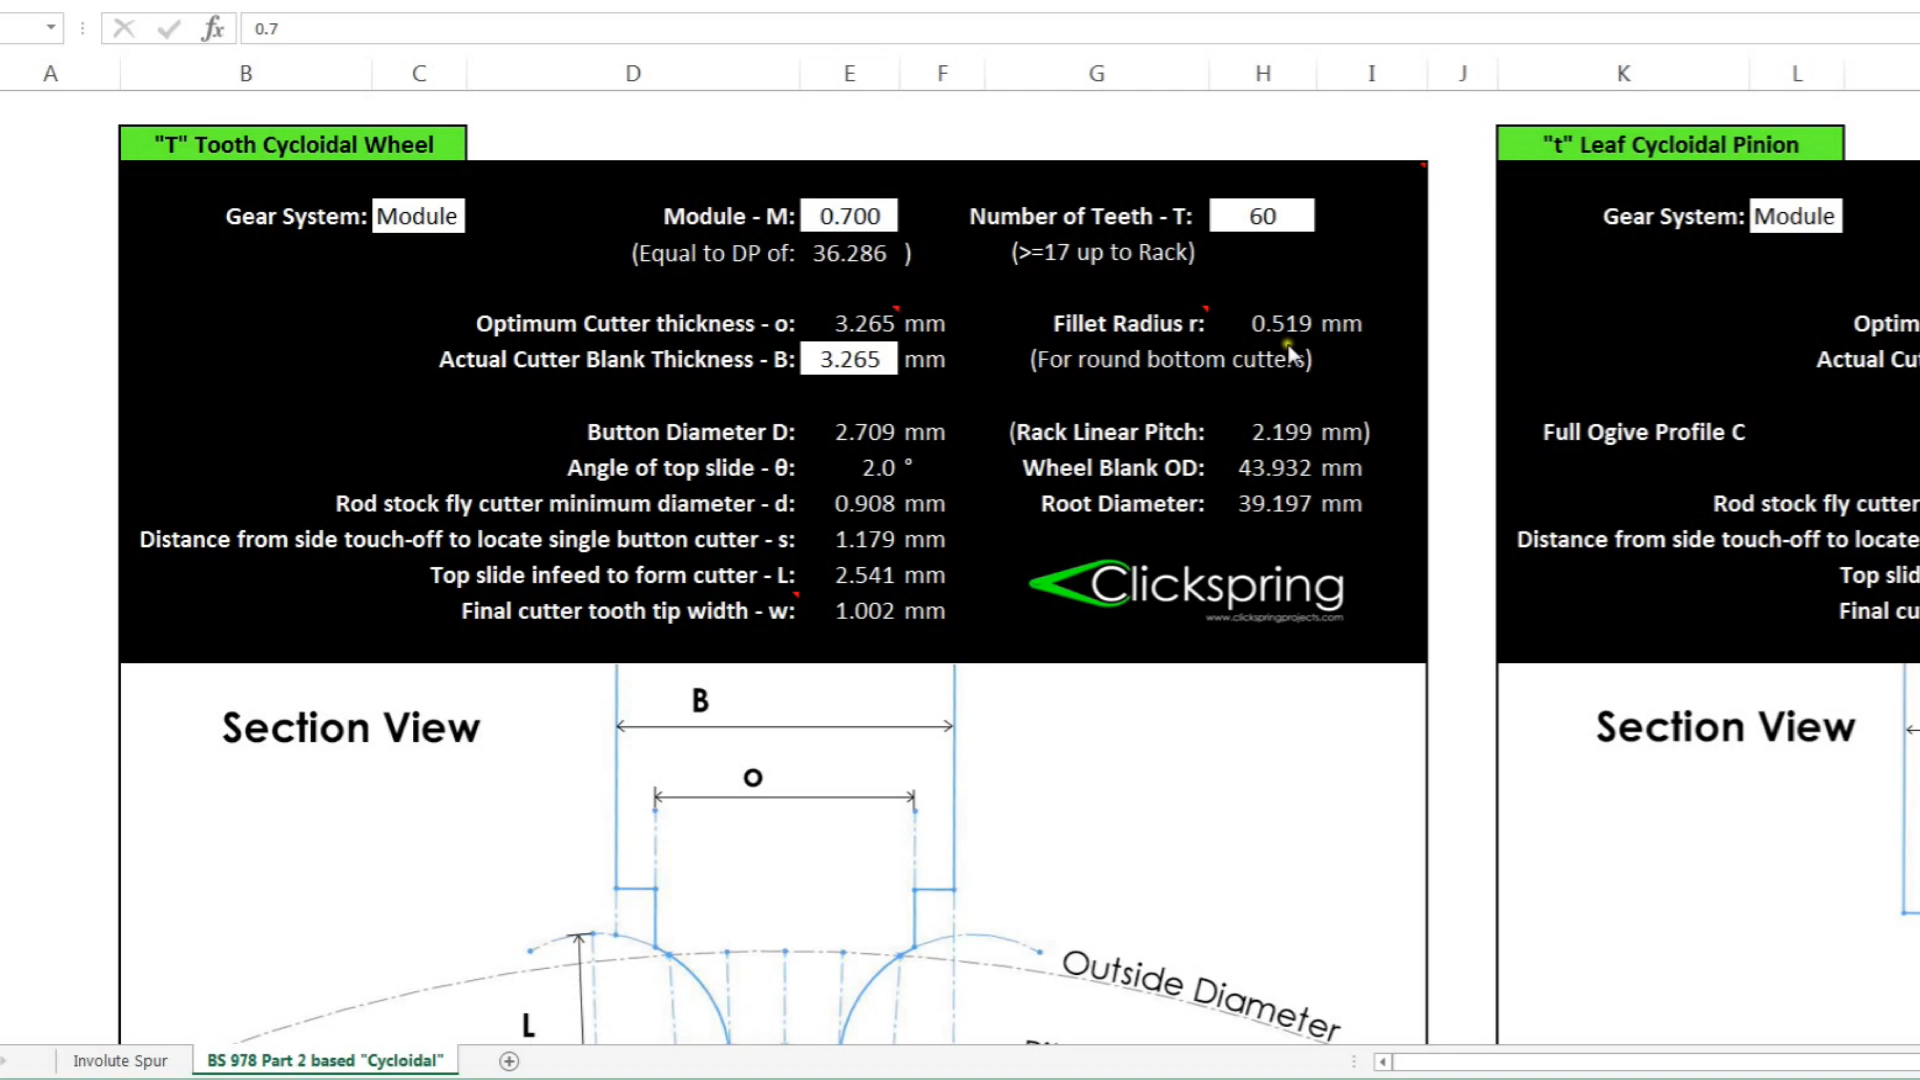 fx 0.7
A B C D E F G H I J K L
"T" Tooth Cycloidal Wheel
Gear System: Module
Module - M: 0.700
Number of Teeth - T: 60
(Equal to DP of: 36.286 )
(>=17 up to Rack)
Optimum Cutter thickness - o: 3.265 mm
Fillet Radius r: 0.519 mm
Actual Cutter Blank Thickness - B: 3.265 mm
(For round bottom cutters)
Button Diameter D: 2.709 mm
(Rack Linear Pitch: 2.199 mm)
Angle of top slide - θ: 2.0 °
Wheel Blank OD: 43.932 mm
Rod stock fly cutter minimum diameter - d: 0.908 mm
Root Diameter: 39.197 mm
Distance from side touch-off to locate single button cutter - s: 1.179 mm
Top slide infeed to form cutter - L: 2.541 mm
Final cutter tooth tip width - w: 1.002 mm
Clickspring
www.clickspringprojects.com
Section View
B
o
L
Outside Diameter
"t" Leaf Cycloidal Pinion
Gear System: Module
Optim
Actual Cu
Full Ogive Profile C
Rod stock fly cutter
Distance from side touch-off to locate
Top slid
Final cu
Section View
Involute Spur
BS 978 Part 2 based "Cycloidal"